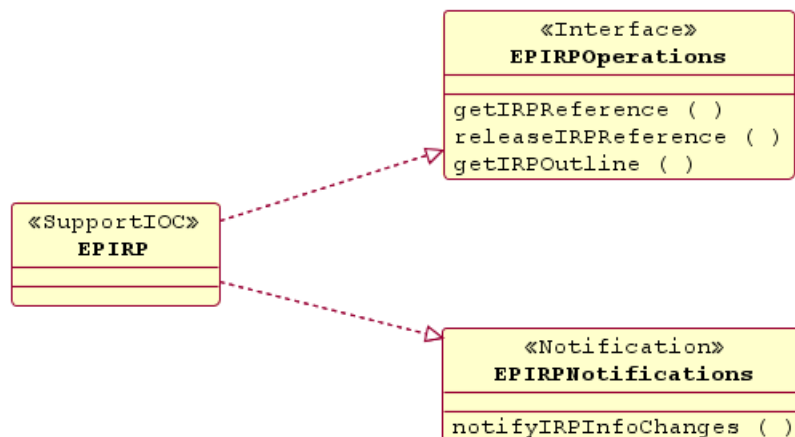 «Interface»
EPIRPOperations
getIRPReference ( )
releaseIRPReference ( )
getIRPOutline ( )
«SupportIOC»
EPIRP
«Notification»
EPIRPNotifications
notifyIRPInfoChanges ( )